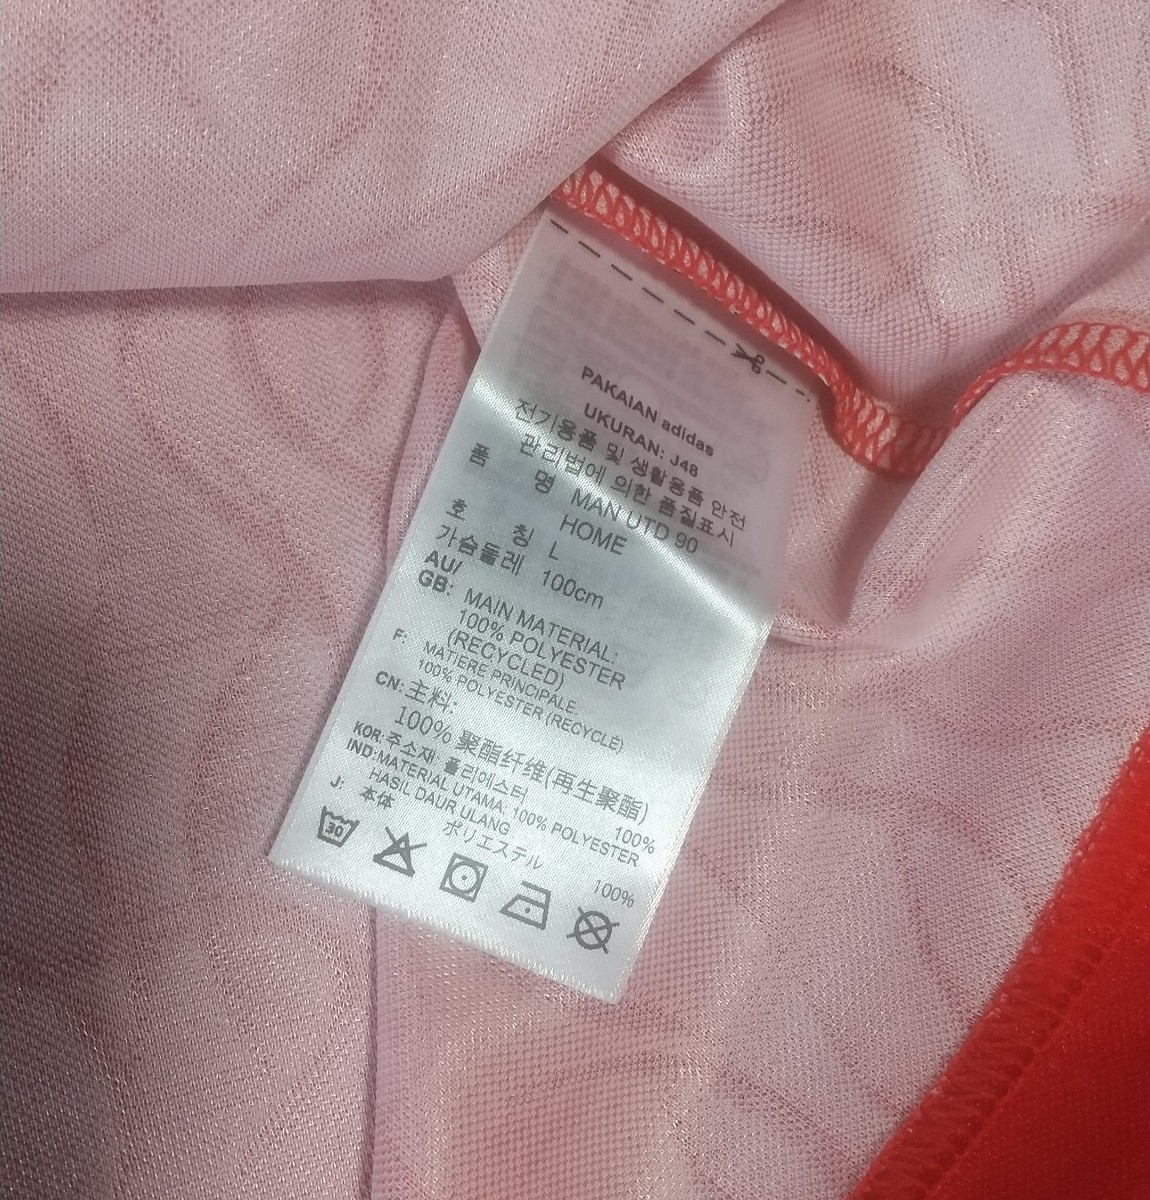 PAKAIAN adidas
UKURAN: J48
전기용품 및 생활용품 안전
관리법에 의한 품질표시
품 명 MAN UTD 90
HOME
호 칭 L
가슴둘레 100cm
AU/
GB: MAIN MATERIAL:
100% POLYESTER
(RECYCLED)
F: MATIERE PRINCIPALE:
100% POLYESTER (RECYCLÉ)
CN: 主料:
100% 聚酯纤维(再生聚酯)
KOR: 주소재: 폴리에스터 100%
IND: MATERIAL UTAMA: 100% POLYESTER
HASIL DAUR ULANG
J: 本体
ポリエステル 100%
30